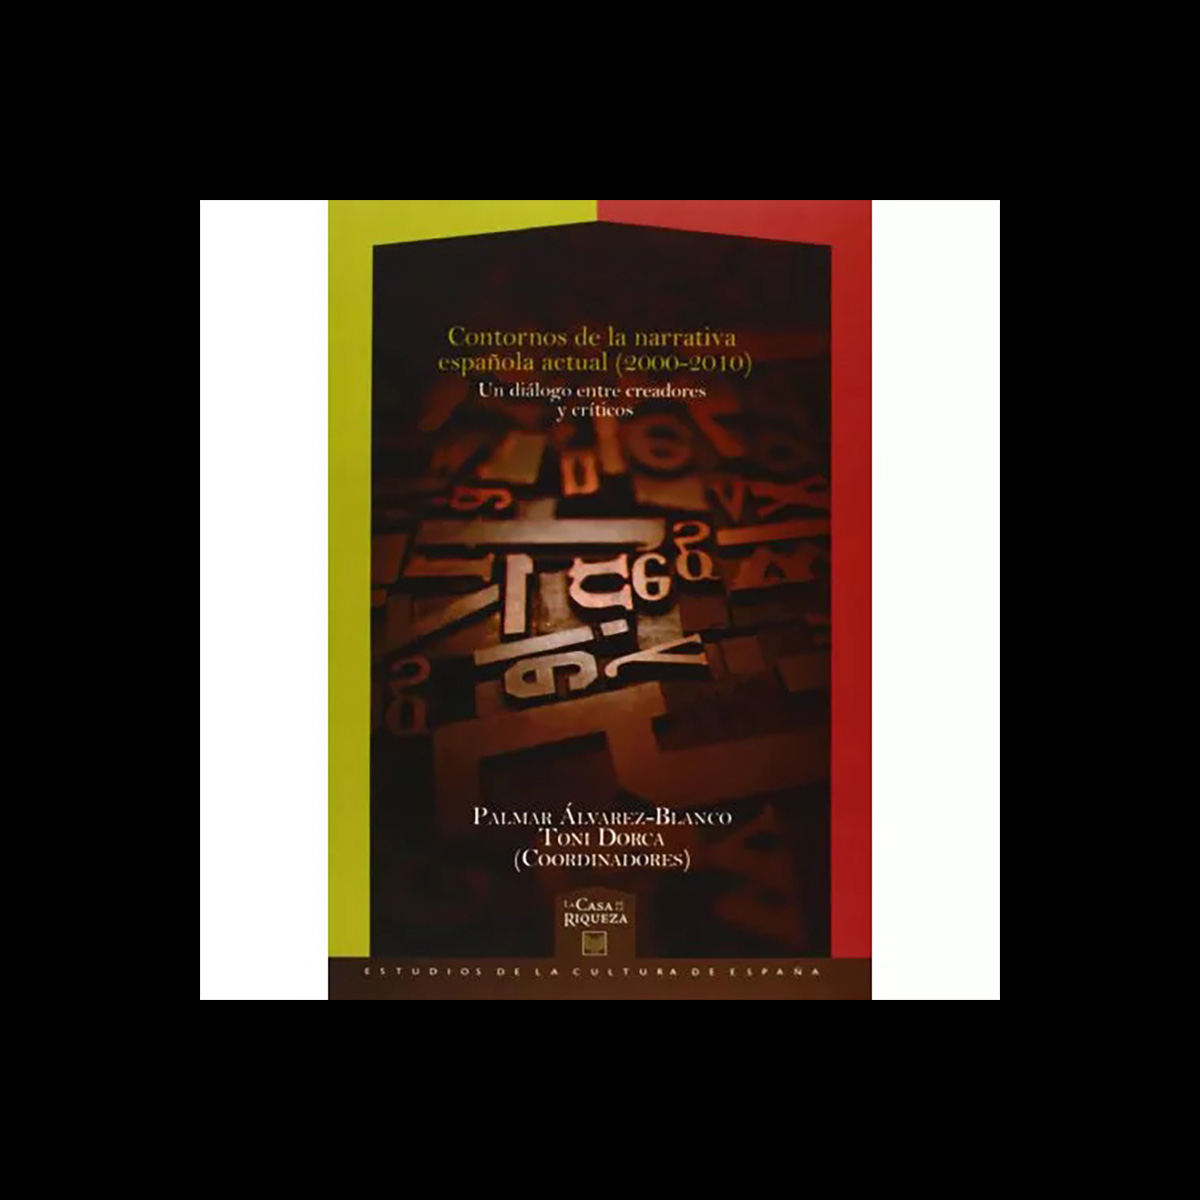 Contornos de la narrativa
española actual (2000-2010)
Un diálogo entre creadores
y críticos
PALMAR ÁLVAREZ-BLANCO
TONI DORCA
(COORDINADORES)
LA CASA DE LA
RIQUEZA
ESTUDIOS DE LA CULTURA DE ESPAÑA